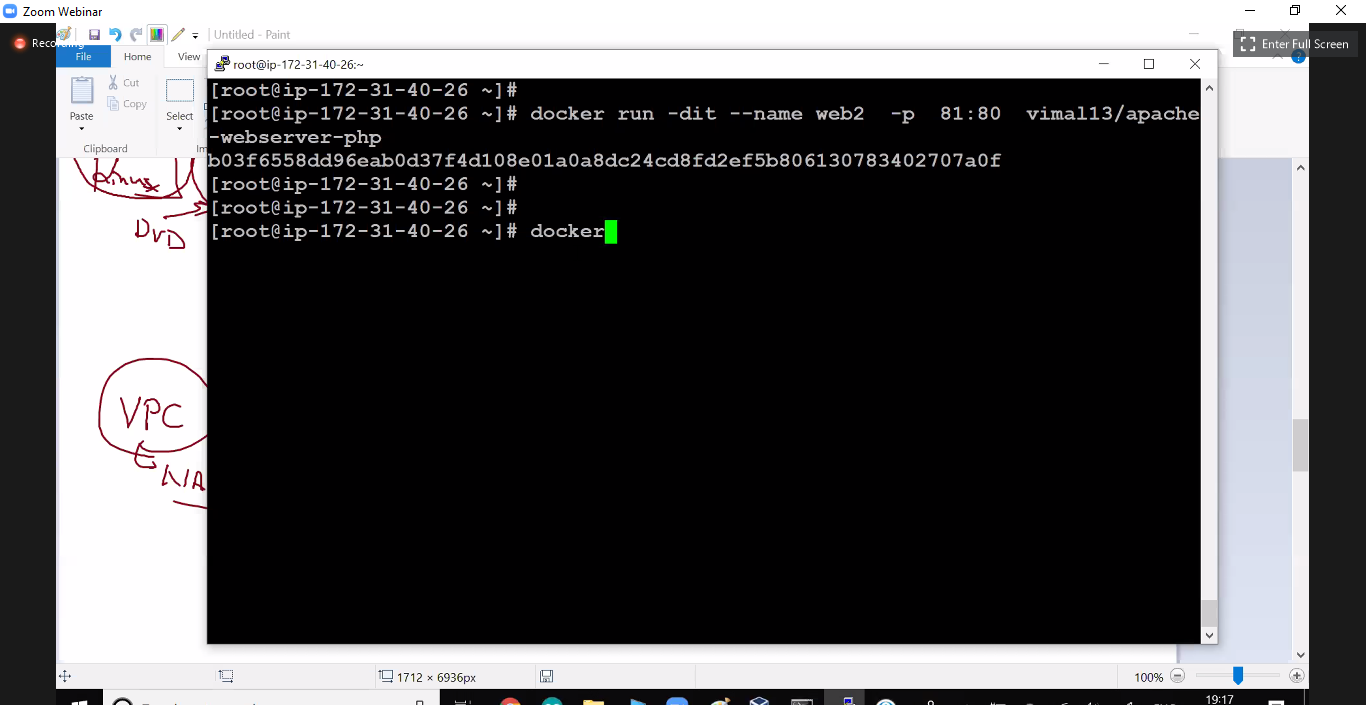 Zoom Webinar
Recording
Untitled - Paint
Enter Full Screen
File
Home
View
Paste
Cut
Copy
Select
Clipboard
root@ip-172-31-40-26:~
[root@ip-172-31-40-26 ~]#
[root@ip-172-31-40-26 ~]# docker run -dit --name web2 -p 81:80 vimal13/apache
-webserver-php
b03f6558dd96eab0d37f4d108e01a0a8dc24cd8fd2ef5b806130783402707a0f
[root@ip-172-31-40-26 ~]#
[root@ip-172-31-40-26 ~]#
[root@ip-172-31-40-26 ~]# docker
DVD
VPC
1712 × 6936px
100%
19:17